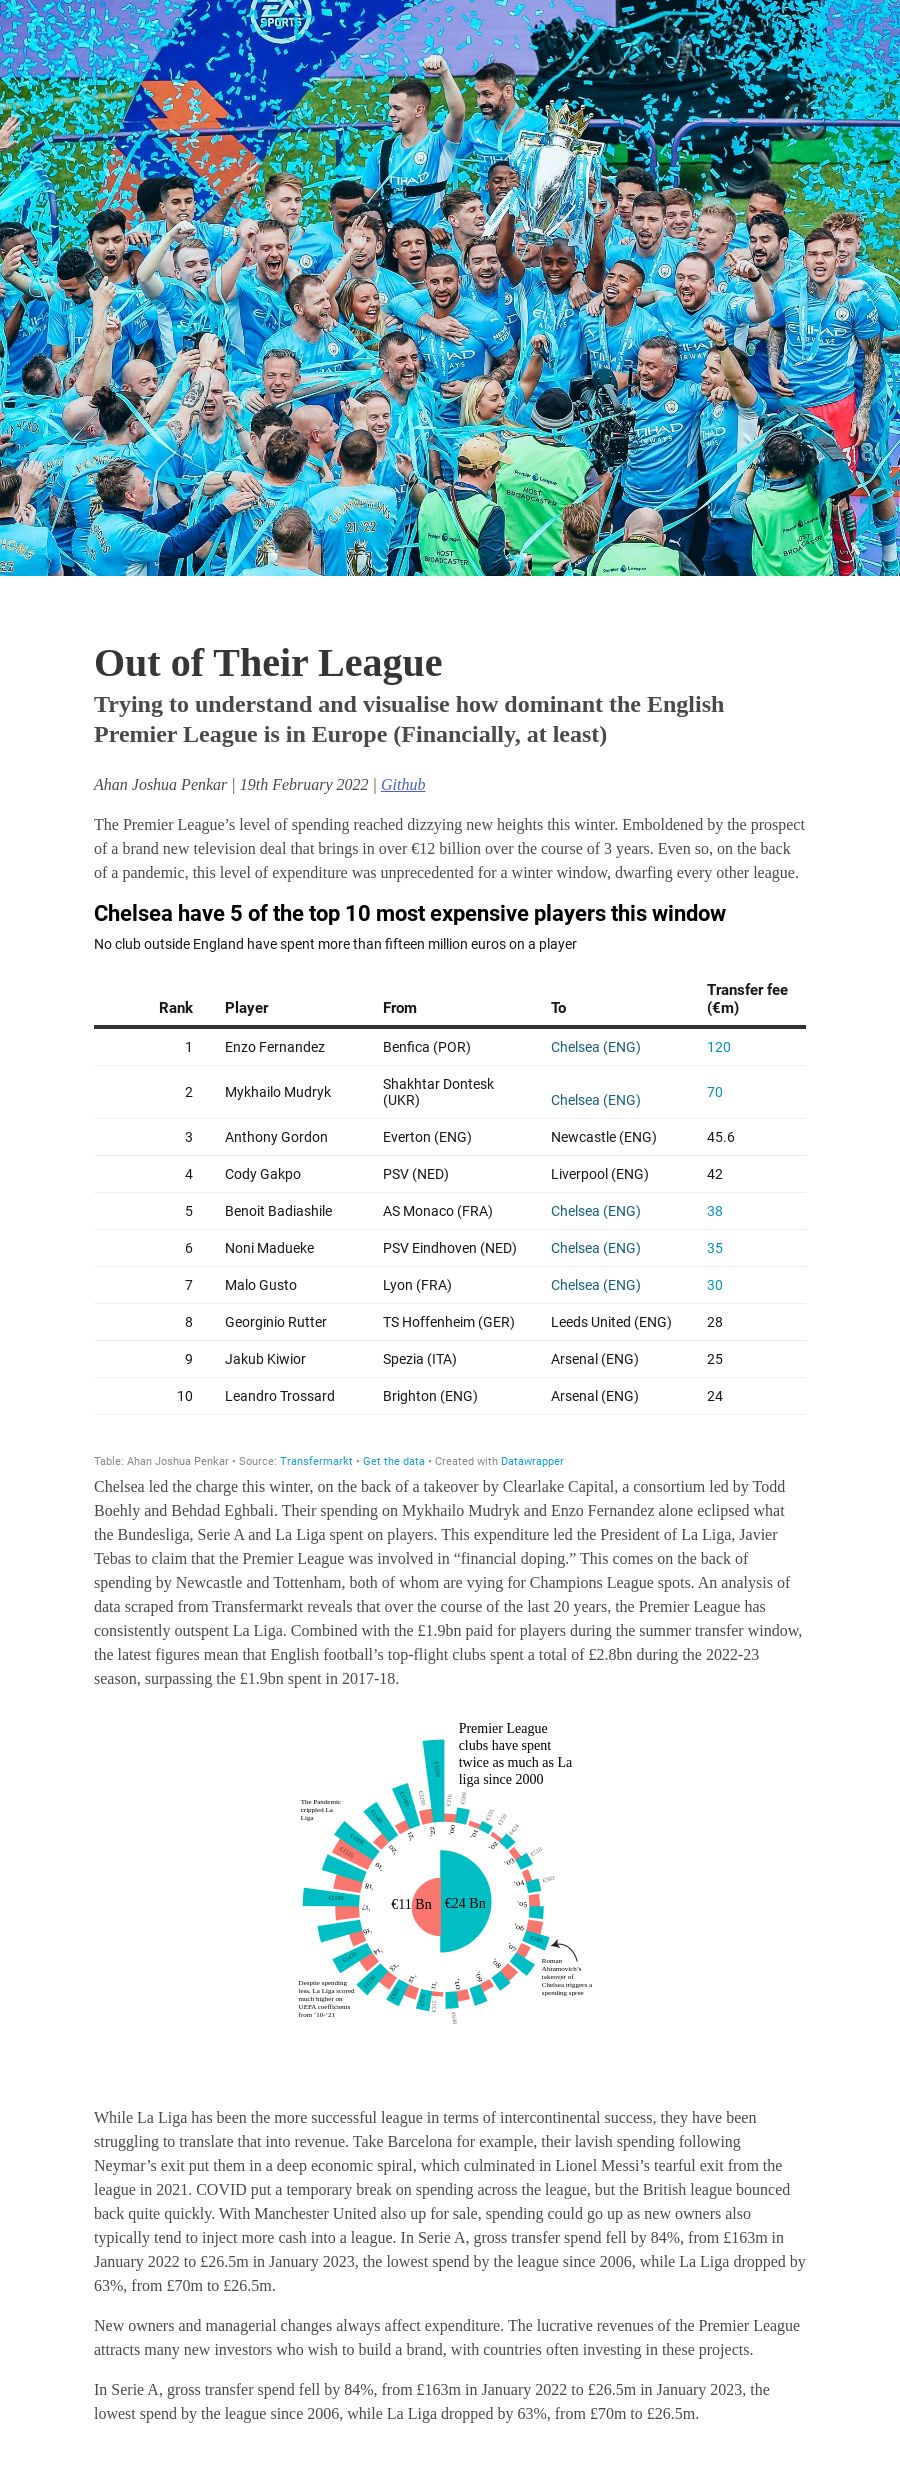 EA
SPORTS
ETIHAD
AIRWAYS
ETIHAD
AIRWAYS
CHAMPIONS
21/22
HOST
BROADCASTER
HOST
BROADCASTER
Premier League
8
Out of Their League
Trying to understand and visualise how dominant the English
Premier League is in Europe (Financially, at least)
Ahan Joshua Penkar | 19th February 2022 | Github
The Premier League’s level of spending reached dizzying new heights this winter. Emboldened by the prospect
of a brand new television deal that brings in over €12 billion over the course of 3 years. Even so, on the back
of a pandemic, this level of expenditure was unprecedented for a winter window, dwarfing every other league.
Chelsea have 5 of the top 10 most expensive players this window
No club outside England have spent more than fifteen million euros on a player
Rank Player From To Transfer fee (€m)
1 Enzo Fernandez Benfica (POR) Chelsea (ENG) 120
2 Mykhailo Mudryk Shakhtar Dontesk (UKR) Chelsea (ENG) 70
3 Anthony Gordon Everton (ENG) Newcastle (ENG) 45.6
4 Cody Gakpo PSV (NED) Liverpool (ENG) 42
5 Benoit Badiashile AS Monaco (FRA) Chelsea (ENG) 38
6 Noni Madueke PSV Eindhoven (NED) Chelsea (ENG) 35
7 Malo Gusto Lyon (FRA) Chelsea (ENG) 30
8 Georginio Rutter TS Hoffenheim (GER) Leeds United (ENG) 28
9 Jakub Kiwior Spezia (ITA) Arsenal (ENG) 25
10 Leandro Trossard Brighton (ENG) Arsenal (ENG) 24
Table: Ahan Joshua Penkar • Source: Transfermarkt • Get the data • Created with Datawrapper
Chelsea led the charge this winter, on the back of a takeover by Clearlake Capital, a consortium led by Todd
Boehly and Behdad Eghbali. Their spending on Mykhailo Mudryk and Enzo Fernandez alone eclipsed what
the Bundesliga, Serie A and La Liga spent on players. This expenditure led the President of La Liga, Javier
Tebas to claim that the Premier League was involved in “financial doping.” This comes on the back of
spending by Newcastle and Tottenham, both of whom are vying for Champions League spots. An analysis of
data scraped from Transfermarkt reveals that over the course of the last 20 years, the Premier League has
consistently outspent La Liga. Combined with the £1.9bn paid for players during the summer transfer window,
the latest figures mean that English football’s top-flight clubs spent a total of £2.8bn during the 2022-23
season, surpassing the £1.9bn spent in 2017-18.
Premier League
clubs have spent
twice as much as La
liga since 2000
The Pandemic
crippled La
Liga
€11 Bn €24 Bn
Roman
Abramovich’s
takeover of
Chelsea triggers a
spending spree
Despite spending
less, La Liga scored
much higher on
UEFA coefficients
from ‘10-‘21
While La Liga has been the more successful league in terms of intercontinental success, they have been
struggling to translate that into revenue. Take Barcelona for example, their lavish spending following
Neymar’s exit put them in a deep economic spiral, which culminated in Lionel Messi’s tearful exit from the
league in 2021. COVID put a temporary break on spending across the league, but the British league bounced
back quite quickly. With Manchester United also up for sale, spending could go up as new owners also
typically tend to inject more cash into a league. In Serie A, gross transfer spend fell by 84%, from £163m in
January 2022 to £26.5m in January 2023, the lowest spend by the league since 2006, while La Liga dropped by
63%, from £70m to £26.5m.
New owners and managerial changes always affect expenditure. The lucrative revenues of the Premier League
attracts many new investors who wish to build a brand, with countries often investing in these projects.
In Serie A, gross transfer spend fell by 84%, from £163m in January 2022 to £26.5m in January 2023, the
lowest spend by the league since 2006, while La Liga dropped by 63%, from £70m to £26.5m.